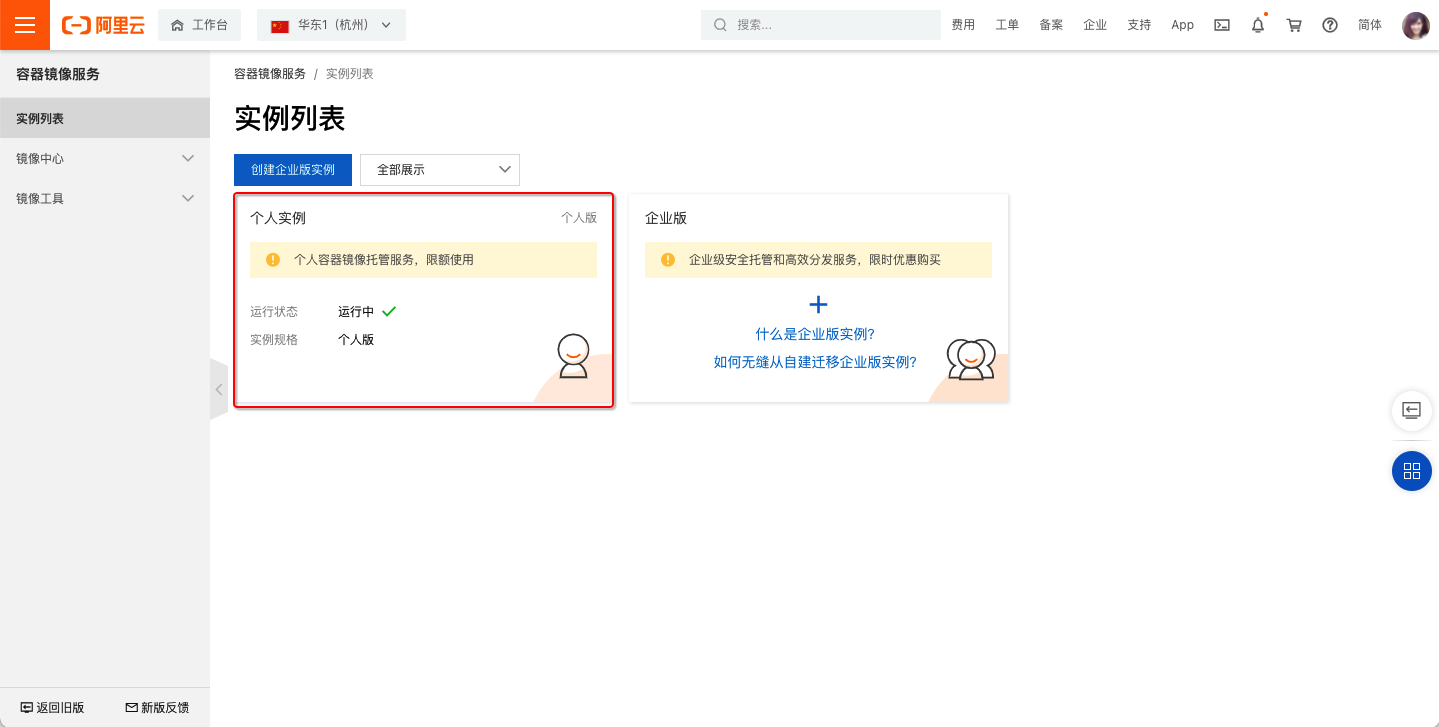 阿里云 工作台 华东1（杭州） 搜索... 费用 工单 备案 企业 支持 App 简体
容器镜像服务
实例列表
镜像中心
镜像工具
返回旧版 新版反馈
容器镜像服务 / 实例列表
实例列表
创建企业版实例 全部展示
个人实例 个人版
个人容器镜像托管服务，限额使用
运行状态 运行中
实例规格 个人版
企业版
企业级安全托管和高效分发服务，限时优惠购买
什么是企业版实例?
如何无缝从自建迁移企业版实例?